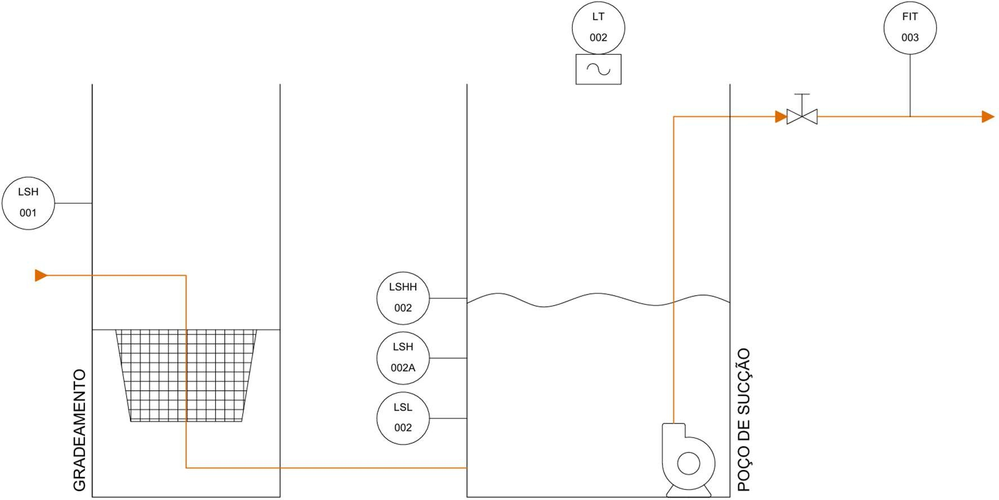 LT
002
FIT
003
LSH
001
LSHH
002
LSH
002A
LSL
002
GRADEAMENTO
POÇO DE SUCÇÃO